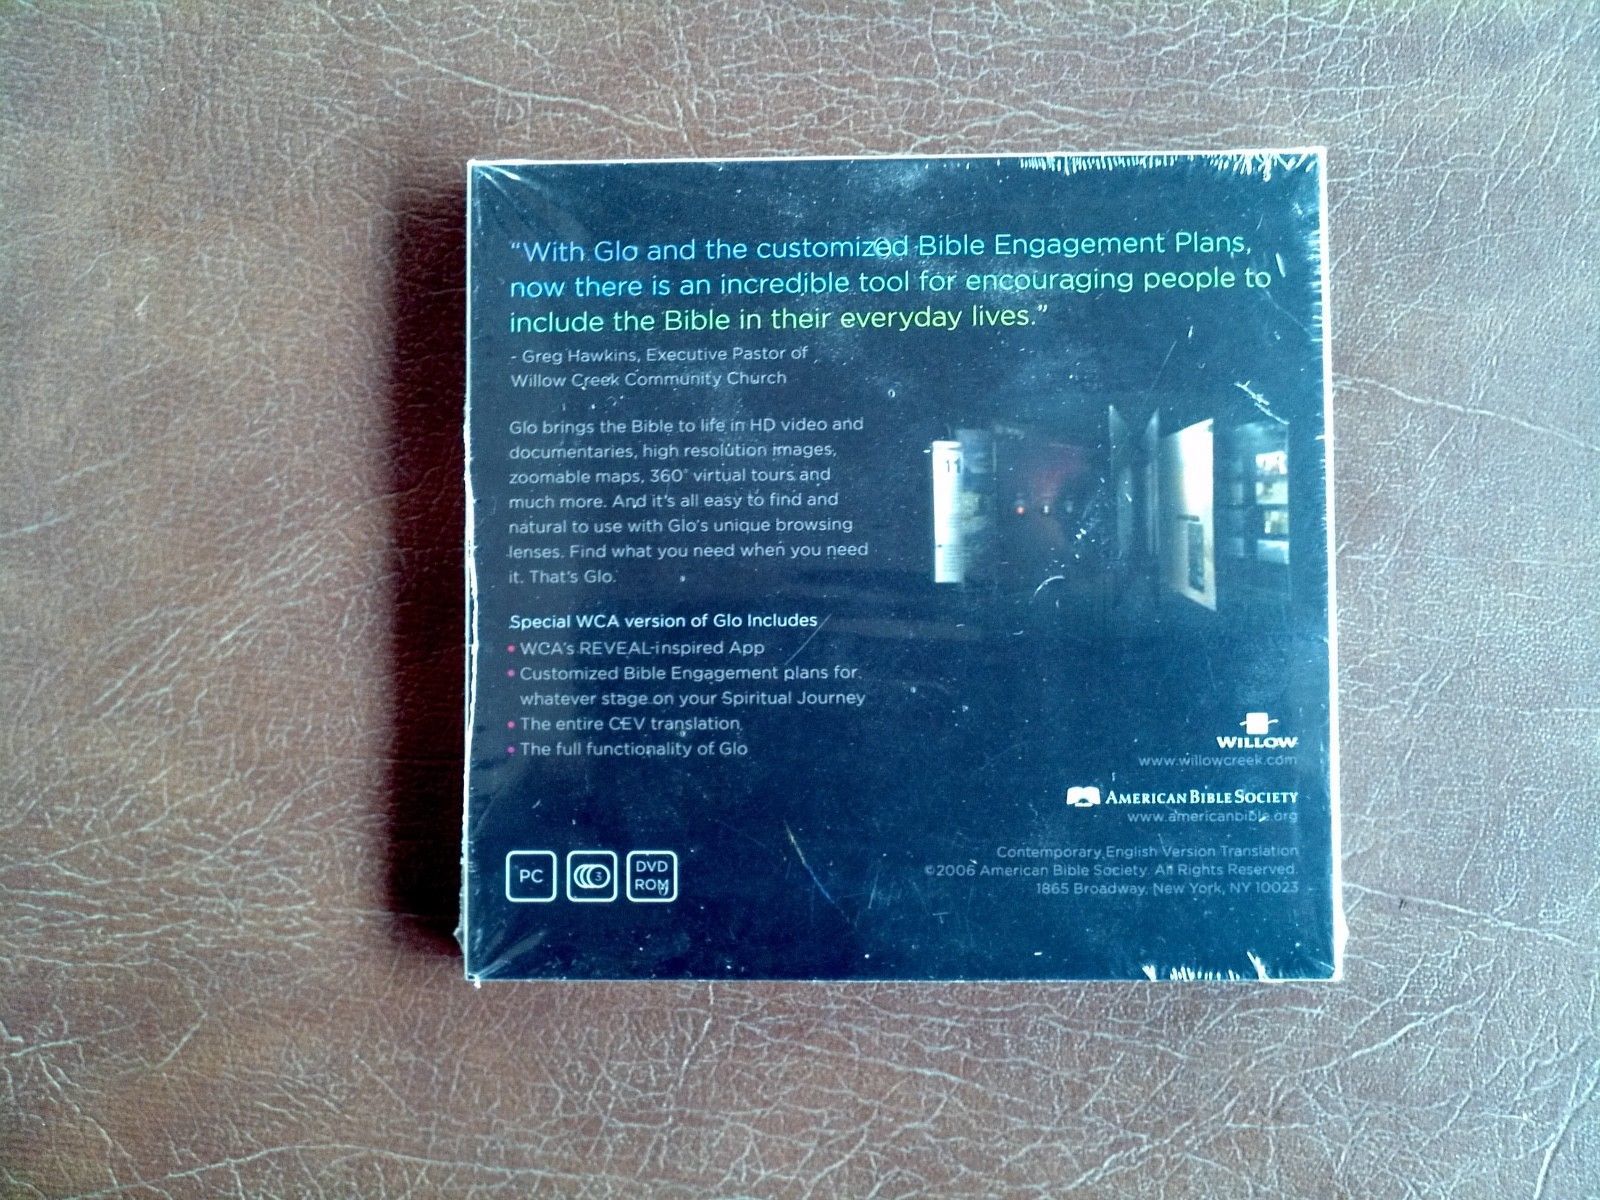 “With Glo and the customized Bible Engagement Plans,
now there is an incredible tool for encouraging people to
include the Bible in their everyday lives.”
- Greg Hawkins, Executive Pastor of
Willow Creek Community Church
Glo brings the Bible to life in HD video and
documentaries, high resolution images,
zoomable maps, 360° virtual tours and
much more. And it's all easy to find and
natural to use with Glo's unique browsing
lenses. Find what you need when you need
it. That's Glo.
Special WCA version of Glo Includes
• WCA's REVEAL-inspired App
• Customized Bible Engagement plans for
whatever stage on your Spiritual Journey
• The entire CEV translation
• The full functionality of Glo
11
WILLOW
www.willowcreek.com
AMERICAN BIBLE SOCIETY
www.americanbible.org
Contemporary English Version Translation
©2006 American Bible Society. All Rights Reserved.
1865 Broadway, New York, NY 10023
PC
3
DVD
ROM